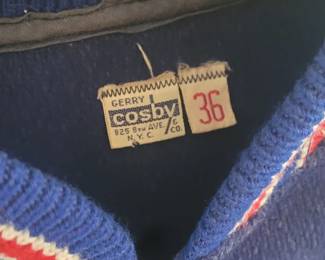 GERRY
cosby
825 8TH AVE. &
N.Y.C. CO.
36